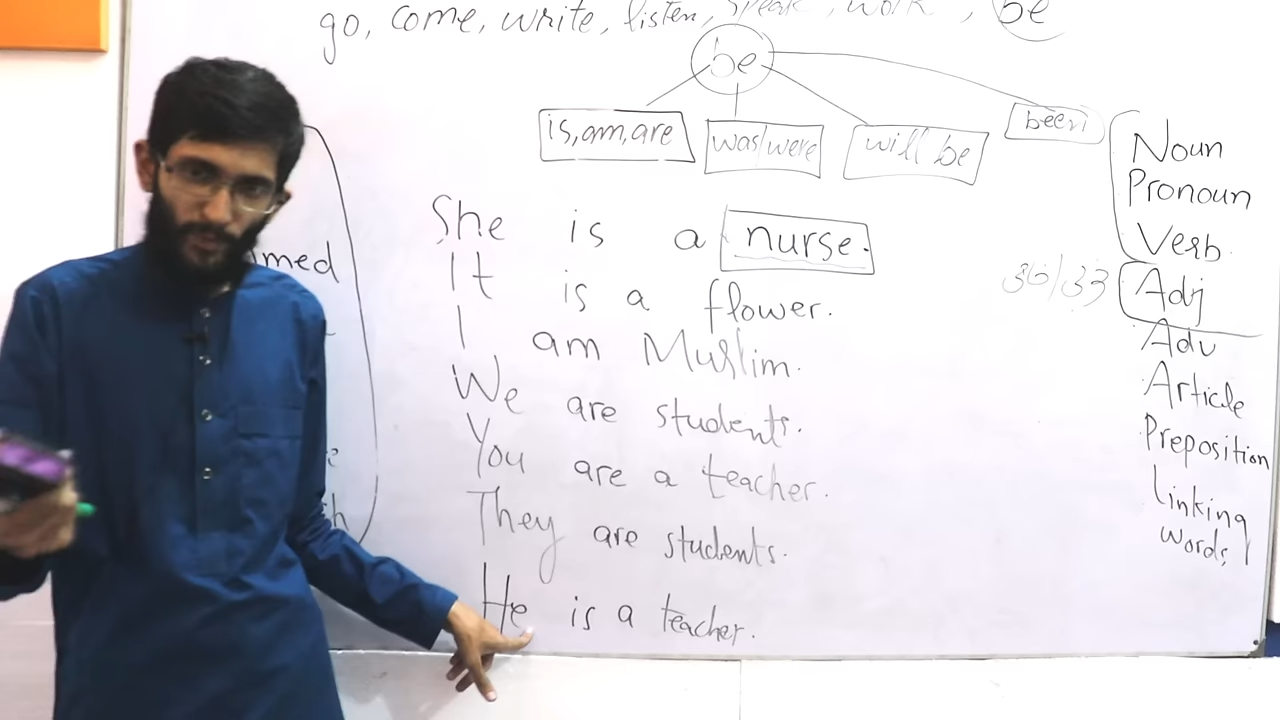 go, come, write, listen, speak, work, be
be
is, am, are
was/were
will be
been
She is a nurse.
It is a flower.
I am Muslim.
We are students.
You are a teacher.
They are students.
He is a teacher.
Noun
Pronoun
Verb
Adj
Adv
Article
Preposition
Linking
words